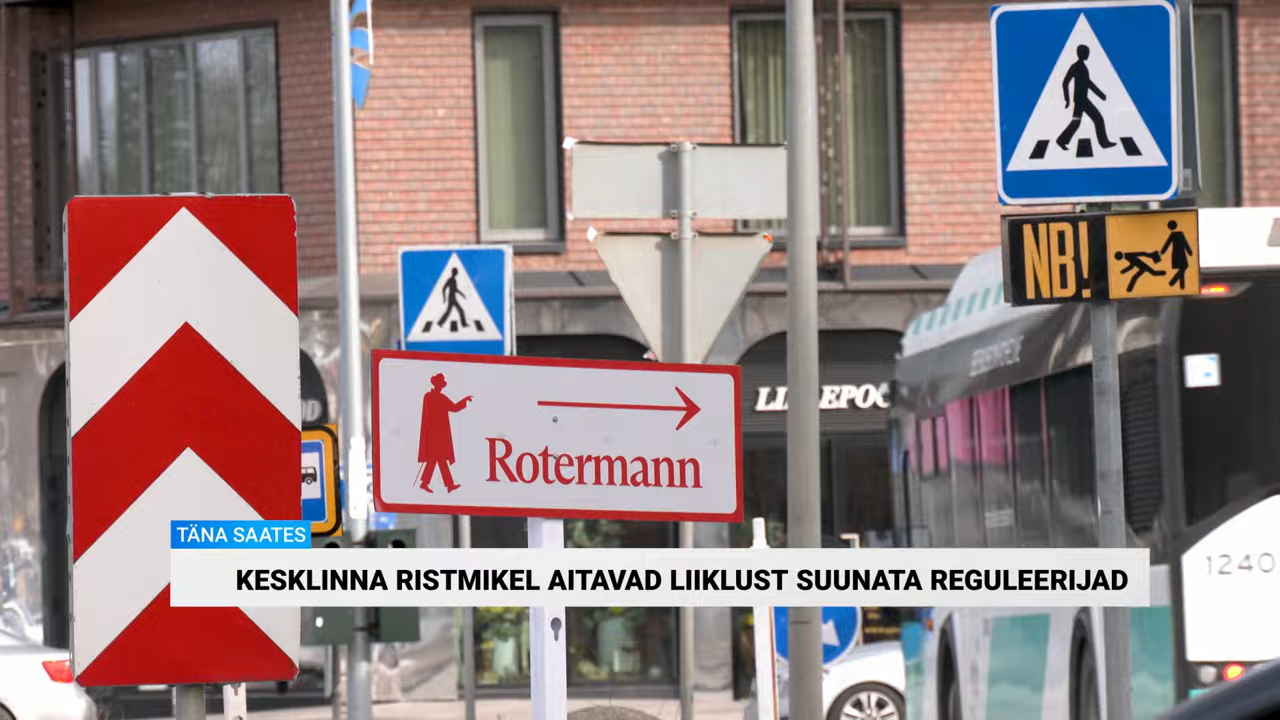 NB!
Rotermann
TÄNA SAATES
KESKLINNA RISTMIKEL AITAVAD LIIKLUST SUUNATA REGULEERIJAD
1240